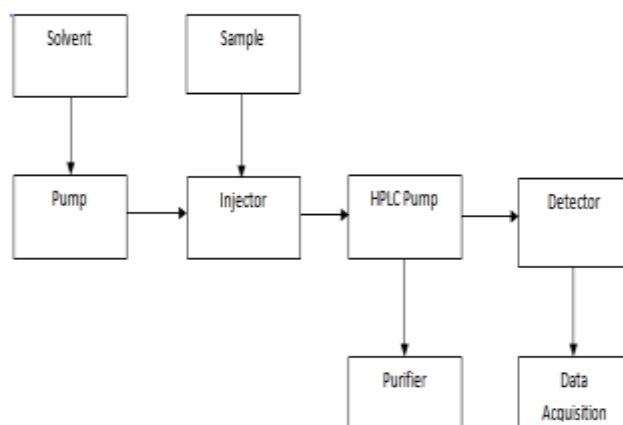 Solvent
Sample
Pump
Injector
HPLC Pump
Detector
Purifier
Data
Acquisition